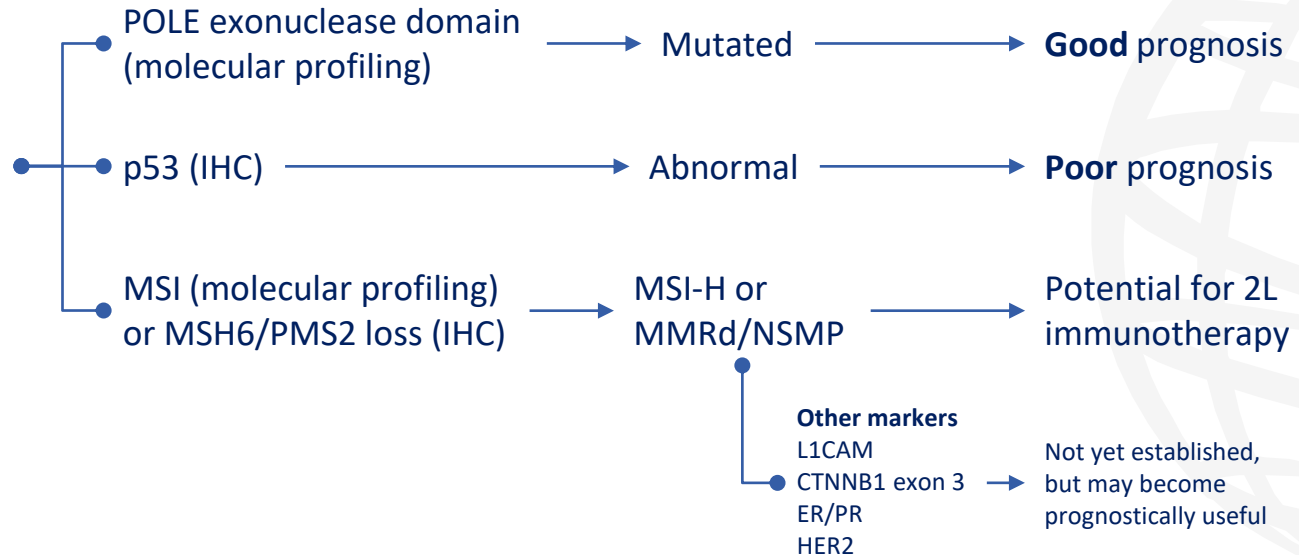 POLE exonuclease domain
(molecular profiling)
Mutated
Good prognosis
p53 (IHC)
Abnormal
Poor prognosis
MSI (molecular profiling)
or MSH6/PMS2 loss (IHC)
MSI-H or
MMRd/NSMP
Potential for 2L
immunotherapy
Other markers
L1CAM
CTNNB1 exon 3
ER/PR
HER2
Not yet established,
but may become
prognostically useful